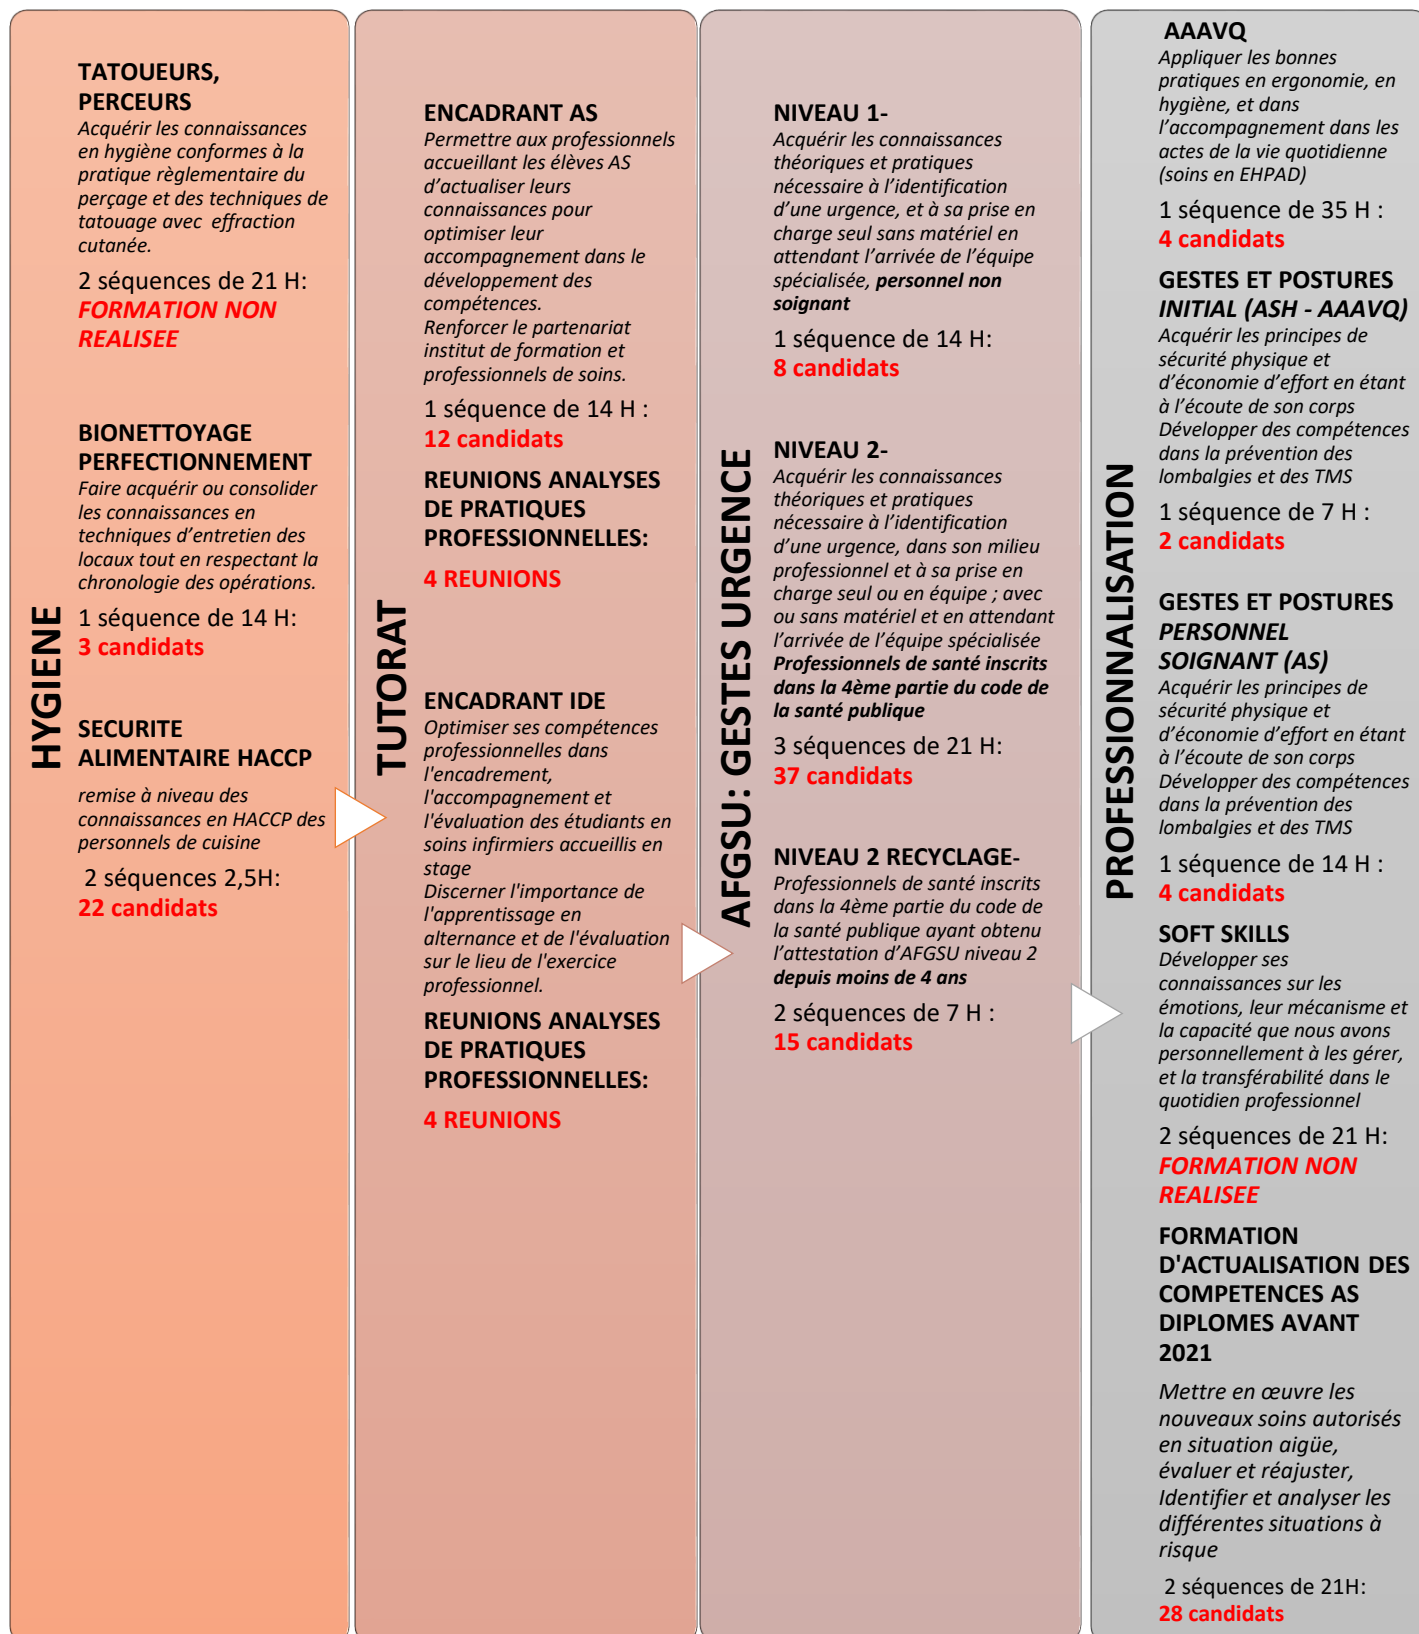 HYGIENE
TATOUEURS,
PERCEURS
Acquérir les connaissances
en hygiène conformes à la
pratique règlementaire du
perçage et des techniques de
tatouage avec effraction
cutanée.
2 séquences de 21 H:
FORMATION NON
REALISEE
BIONETTOYAGE
PERFECTIONNEMENT
Faire acquérir ou consolider
les connaissances en
techniques d'entretien des
locaux tout en respectant la
chronologie des opérations.
1 séquence de 14 H:
3 candidats
SECURITE
ALIMENTAIRE HACCP
remise à niveau des
connaissances en HACCP des
personnels de cuisine
2 séquences 2,5H:
22 candidats
TUTORAT
ENCADRANT AS
Permettre aux professionnels
accueillant les élèves AS
d’actualiser leurs
connaissances pour
optimiser leur
accompagnement dans le
développement des
compétences.
Renforcer le partenariat
institut de formation et
professionnels de soins.
1 séquence de 14 H :
12 candidats
REUNIONS ANALYSES
DE PRATIQUES
PROFESSIONNELLES:
4 REUNIONS
ENCADRANT IDE
Optimiser ses compétences
professionnelles dans
l'encadrement,
l'accompagnement et
l'évaluation des étudiants en
soins infirmiers accueillis en
stage
Discerner l'importance de
l'apprentissage en
alternance et de l'évaluation
sur le lieu de l'exercice
professionnel.
REUNIONS ANALYSES
DE PRATIQUES
PROFESSIONNELLES:
4 REUNIONS
AFGSU: GESTES URGENCE
NIVEAU 1-
Acquérir les connaissances
théoriques et pratiques
nécessaire à l’identification
d’une urgence, et à sa prise en
charge seul sans matériel en
attendant l’arrivée de l’équipe
spécialisée, personnel non
soignant
1 séquence de 14 H:
8 candidats
NIVEAU 2-
Acquérir les connaissances
théoriques et pratiques
nécessaire à l’identification
d’une urgence, dans son milieu
professionnel et à sa prise en
charge seul ou en équipe ; avec
ou sans matériel et en attendant
l’arrivée de l’équipe spécialisée
Professionnels de santé inscrits
dans la 4ème partie du code de
la santé publique
3 séquences de 21 H:
37 candidats
NIVEAU 2 RECYCLAGE-
Professionnels de santé inscrits
dans la 4ème partie du code de
la santé publique ayant obtenu
l’attestation d’AFGSU niveau 2
depuis moins de 4 ans
2 séquences de 7 H :
15 candidats
PROFESSIONNALISATION
AAAVQ
Appliquer les bonnes
pratiques en ergonomie, en
hygiène, et dans
l’accompagnement dans les
actes de la vie quotidienne
(soins en EHPAD)
1 séquence de 35 H :
4 candidats
GESTES ET POSTURES
INITIAL (ASH - AAAVQ)
Acquérir les principes de
sécurité physique et
d’économie d’effort en étant
à l’écoute de son corps
Développer des compétences
dans la prévention des
lombalgies et des TMS
1 séquence de 7 H :
2 candidats
GESTES ET POSTURES
PERSONNEL
SOIGNANT (AS)
Acquérir les principes de
sécurité physique et
d’économie d’effort en étant
à l’écoute de son corps
Développer des compétences
dans la prévention des
lombalgies et des TMS
1 séquence de 14 H :
4 candidats
SOFT SKILLS
Développer ses
connaissances sur les
émotions, leur mécanisme et
la capacité que nous avons
personnellement à les gérer,
et la transférabilité dans le
quotidien professionnel
2 séquences de 21 H:
FORMATION NON
REALISEE
FORMATION
D'ACTUALISATION DES
COMPETENCES AS
DIPLOMES AVANT
2021
Mettre en œuvre les
nouveaux soins autorisés
en situation aigüe,
évaluer et réajuster,
Identifier et analyser les
différentes situations à
risque
2 séquences de 21H:
28 candidats